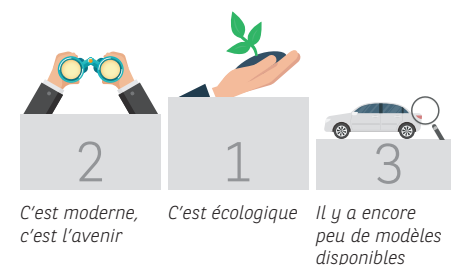 2
1
3
C'est moderne,
c'est l'avenir
C'est écologique
Il y a encore
peu de modèles
disponibles